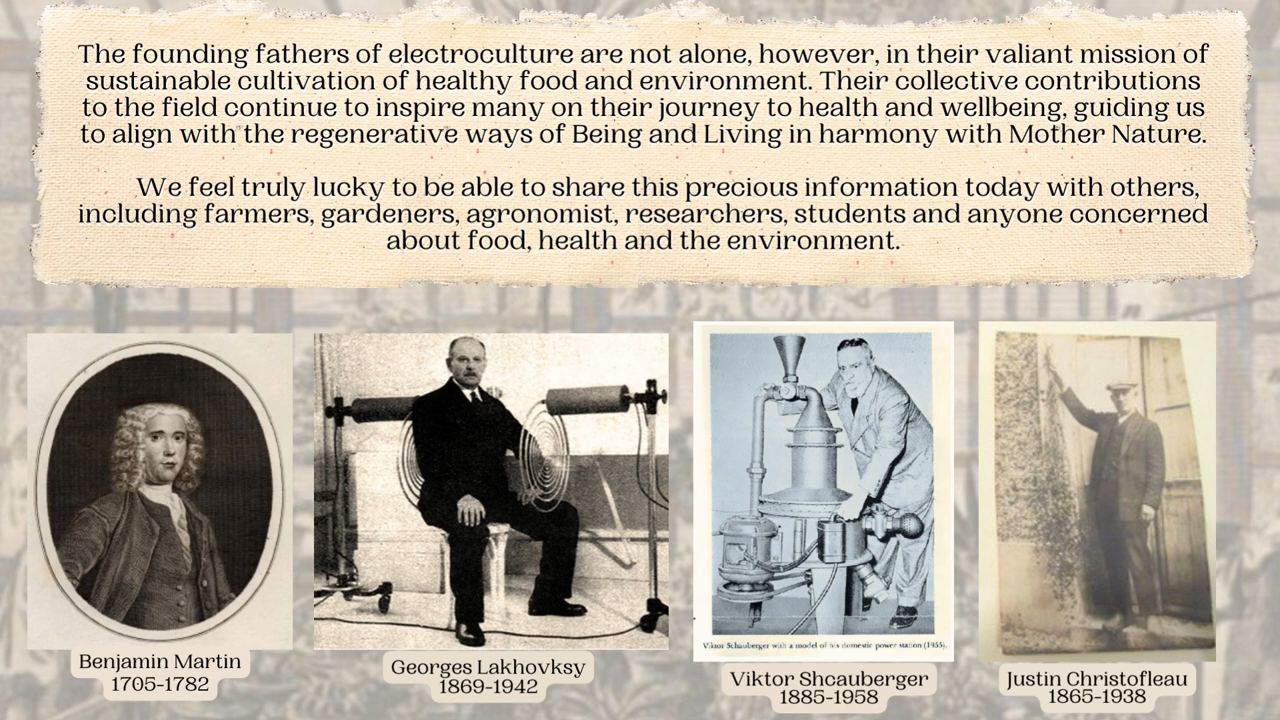 The founding fathers of electroculture are not alone, however, in their valiant mission of
sustainable cultivation of healthy food and environment. Their collective contributions
to the field continue to inspire many on their journey to health and wellbeing, guiding us
to align with the regenerative ways of Being and Living in harmony with Mother Nature.
We feel truly lucky to be able to share this precious information today with others,
including farmers, gardeners, agronomist, researchers, students and anyone concerned
about food, health and the environment.
Viktor Schauberger with a model of his domestic power station (1955).
Benjamin Martin
1705-1782
Georges Lakhovksy
1869-1942
Viktor Shcauberger
1885-1958
Justin Christofleau
1865-1938